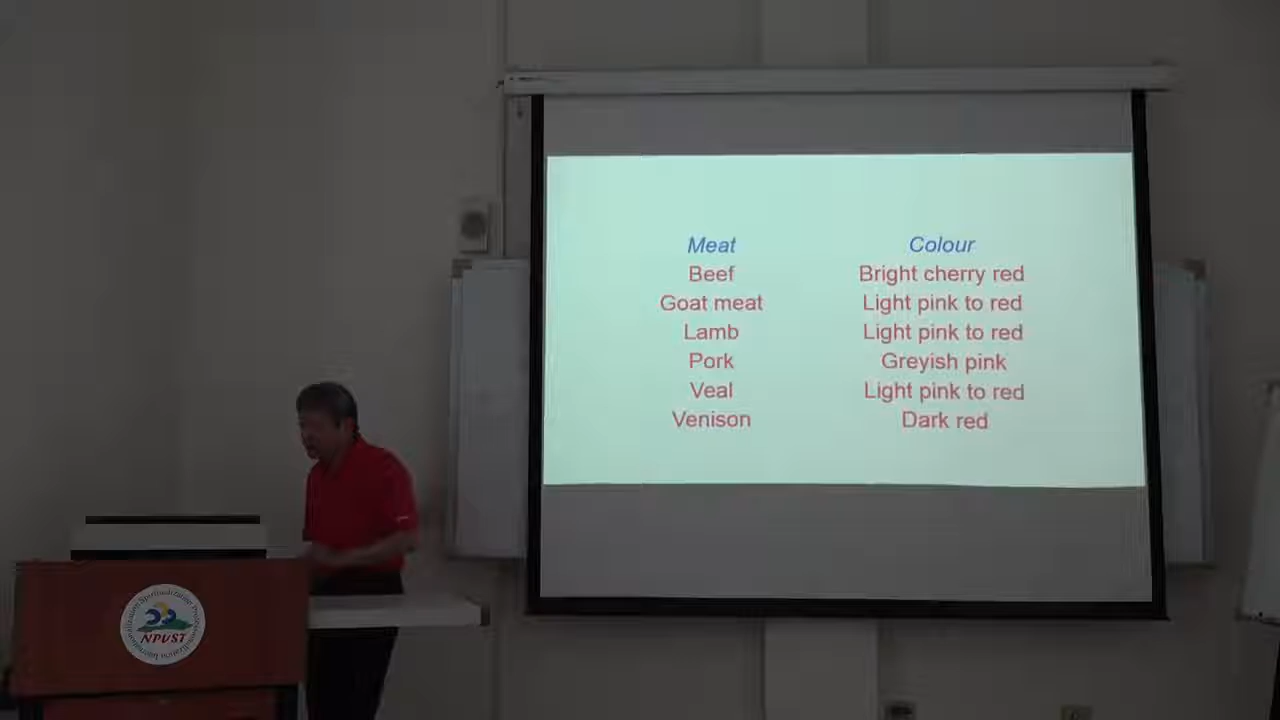 Meat Colour
Beef Bright cherry red
Goat meat Light pink to red
Lamb Light pink to red
Pork Greyish pink
Veal Light pink to red
Venison Dark red
NPUST